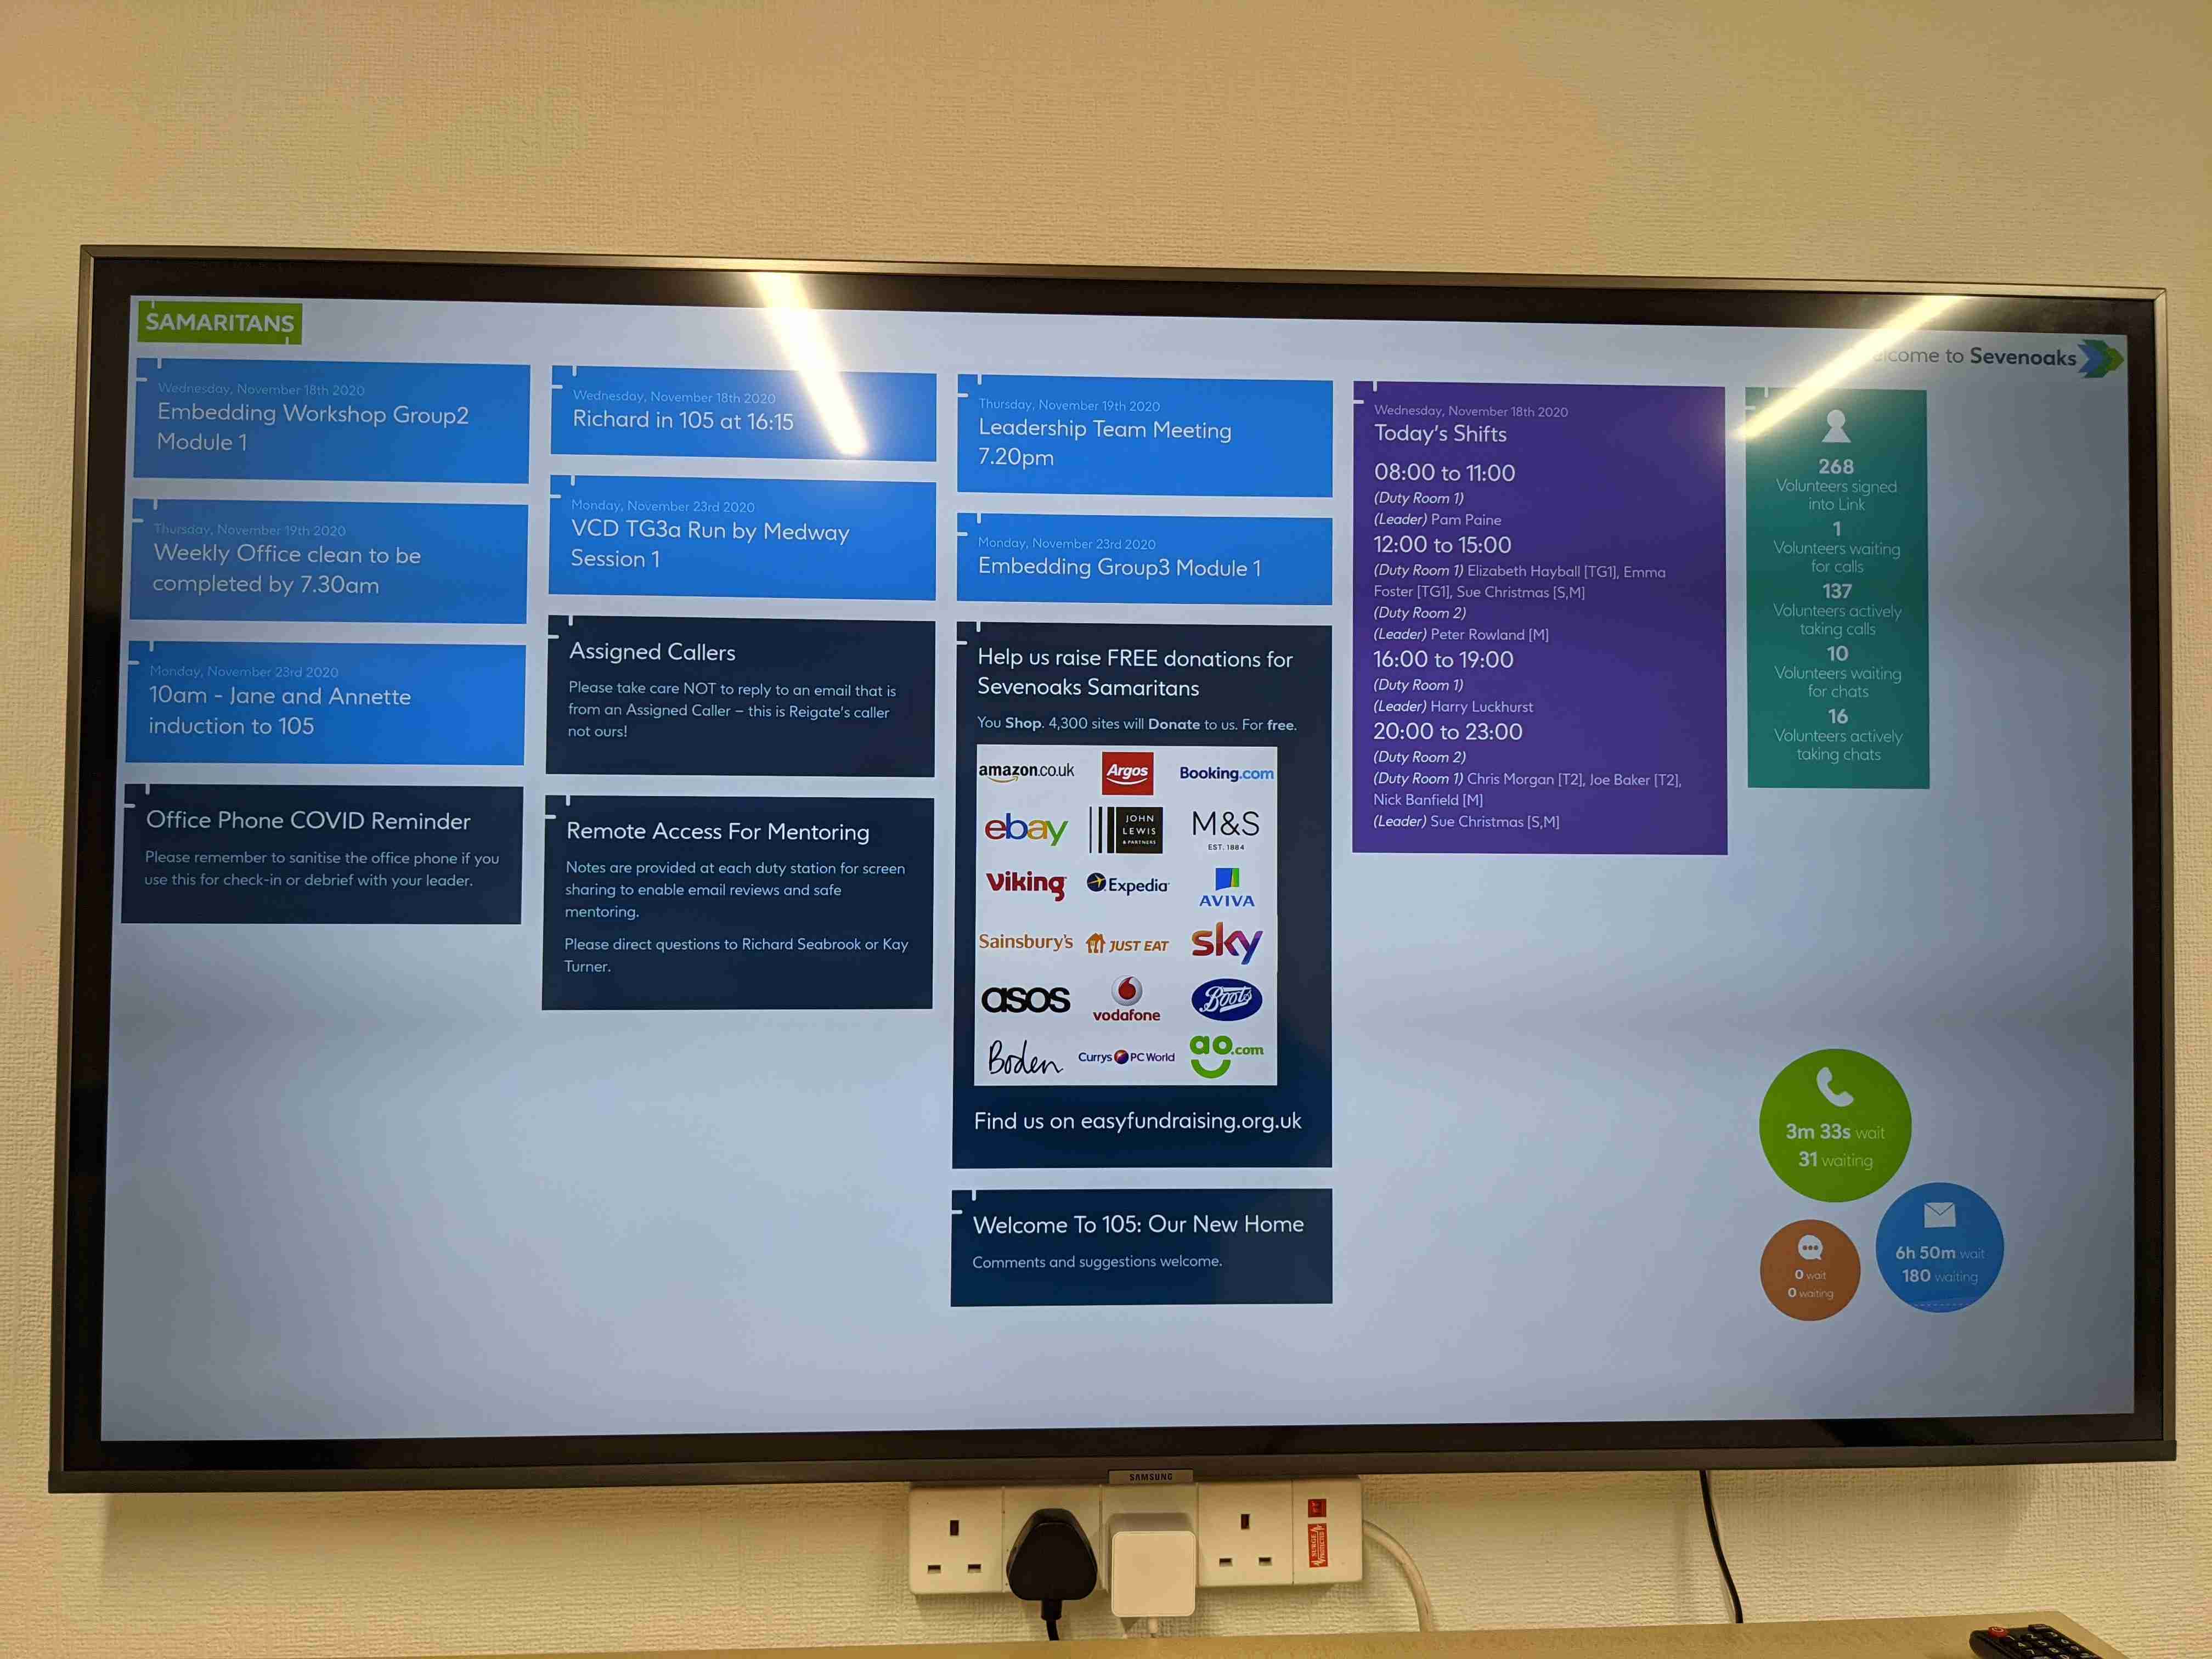 SAMARITANS
come to Sevenoaks
Wednesday, November 18th 2020
Embedding Workshop Group2
Module 1
Thursday, November 19th 2020
Weekly Office clean to be
completed by 7.30am
Monday, November 23rd 2020
10am - Jane and Annette
induction to 105
Office Phone COVID Reminder
Please remember to sanitise the office phone if you
use this for check-in or debrief with your leader.
Wednesday, November 18th 2020
Richard in 105 at 16:15
Monday, November 23rd 2020
VCD TG3a Run by Medway
Session 1
Assigned Callers
Please take care NOT to reply to an email that is
from an Assigned Caller – this is Reigate's caller
not ours!
Remote Access For Mentoring
Notes are provided at each duty station for screen
sharing to enable email reviews and safe
mentoring.
Please direct questions to Richard Seabrook or Kay
Turner.
Thursday, November 19th 2020
Leadership Team Meeting
7.20pm
Monday, November 23rd 2020
Embedding Group3 Module 1
Help us raise FREE donations for
Sevenoaks Samaritans
You Shop. 4,300 sites will Donate to us. For free.
amazon.co.uk Argos Booking.com
ebay JOHN LEWIS & PARTNERS M&S EST. 1884
Viking Expedia AVIVA
Sainsbury's JUST EAT sky
asos vodafone Boots
Boden Currys PC World ao.com
Find us on easyfundraising.org.uk
Welcome To 105: Our New Home
Comments and suggestions welcome.
Wednesday, November 18th 2020
Today's Shifts
08:00 to 11:00
(Duty Room 1)
(Leader) Pam Paine
12:00 to 15:00
(Duty Room 1) Elizabeth Hayball [TG1], Emma
Foster [TG1], Sue Christmas [S,M]
(Duty Room 2)
(Leader) Peter Rowland [M]
16:00 to 19:00
(Duty Room 1)
(Leader) Harry Luckhurst
20:00 to 23:00
(Duty Room 2)
(Duty Room 1) Chris Morgan [T2], Joe Baker [T2],
Nick Banfield [M]
(Leader) Sue Christmas [S,M]
268
Volunteers signed
into Link
1
Volunteers waiting
for calls
137
Volunteers actively
taking calls
10
Volunteers waiting
for chats
16
Volunteers actively
taking chats
3m 33s wait
31 waiting
6h 50m wait
180 waiting
0 wait
0 waiting
SAMSUNG
SURGE
PROTECTED